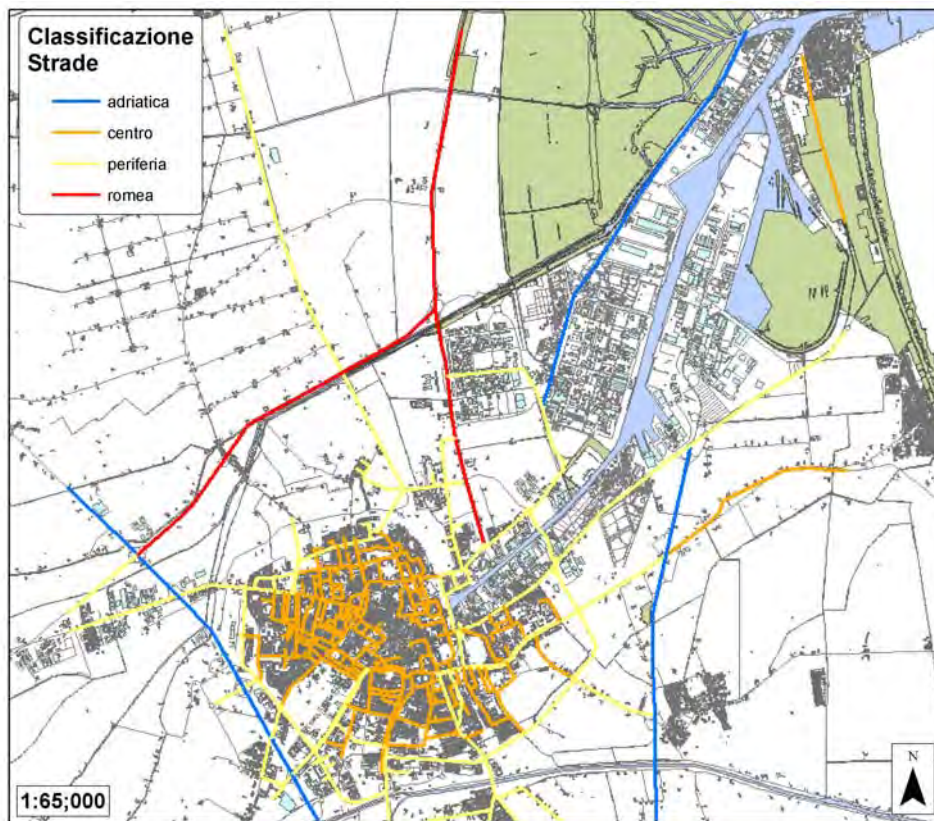 Classificazione
Strade
adriatica
centro
periferia
romea
1:65;000
N